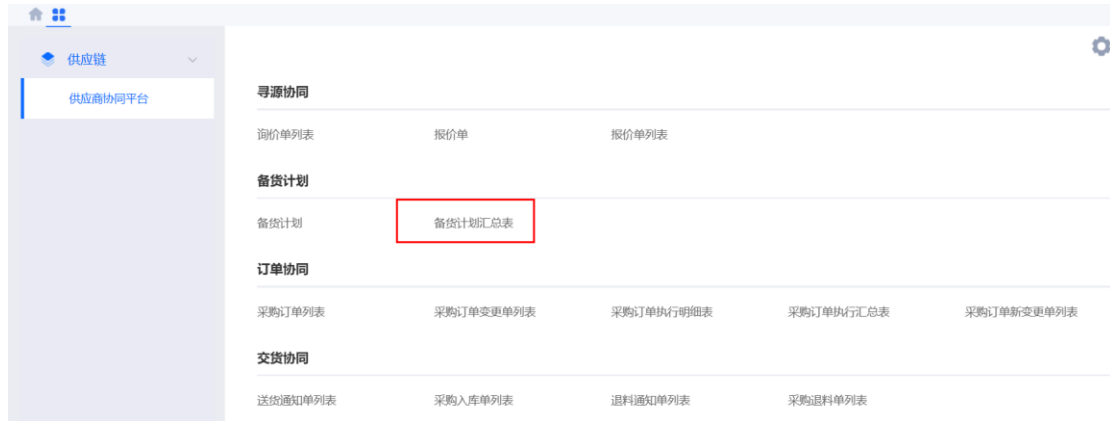 供应链
供应商协同平台
寻源协同
询价单列表 报价单 报价单列表
备货计划
备货计划 备货计划汇总表
订单协同
采购订单列表 采购订单变更单列表 采购订单执行明细表 采购订单执行汇总表 采购订单新变更单列表
交货协同
送货通知单列表 采购入库单列表 退料通知单列表 采购退料单列表